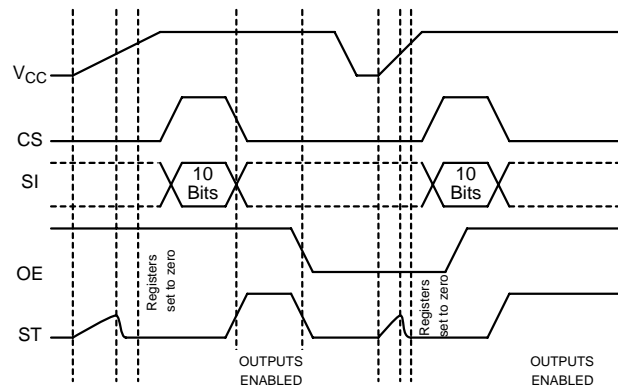 VCC
CS
SI
10
Bits
10
Bits
OE
Registers
set to zero
Registers
set to zero
ST
OUTPUTS
ENABLED
OUTPUTS
ENABLED